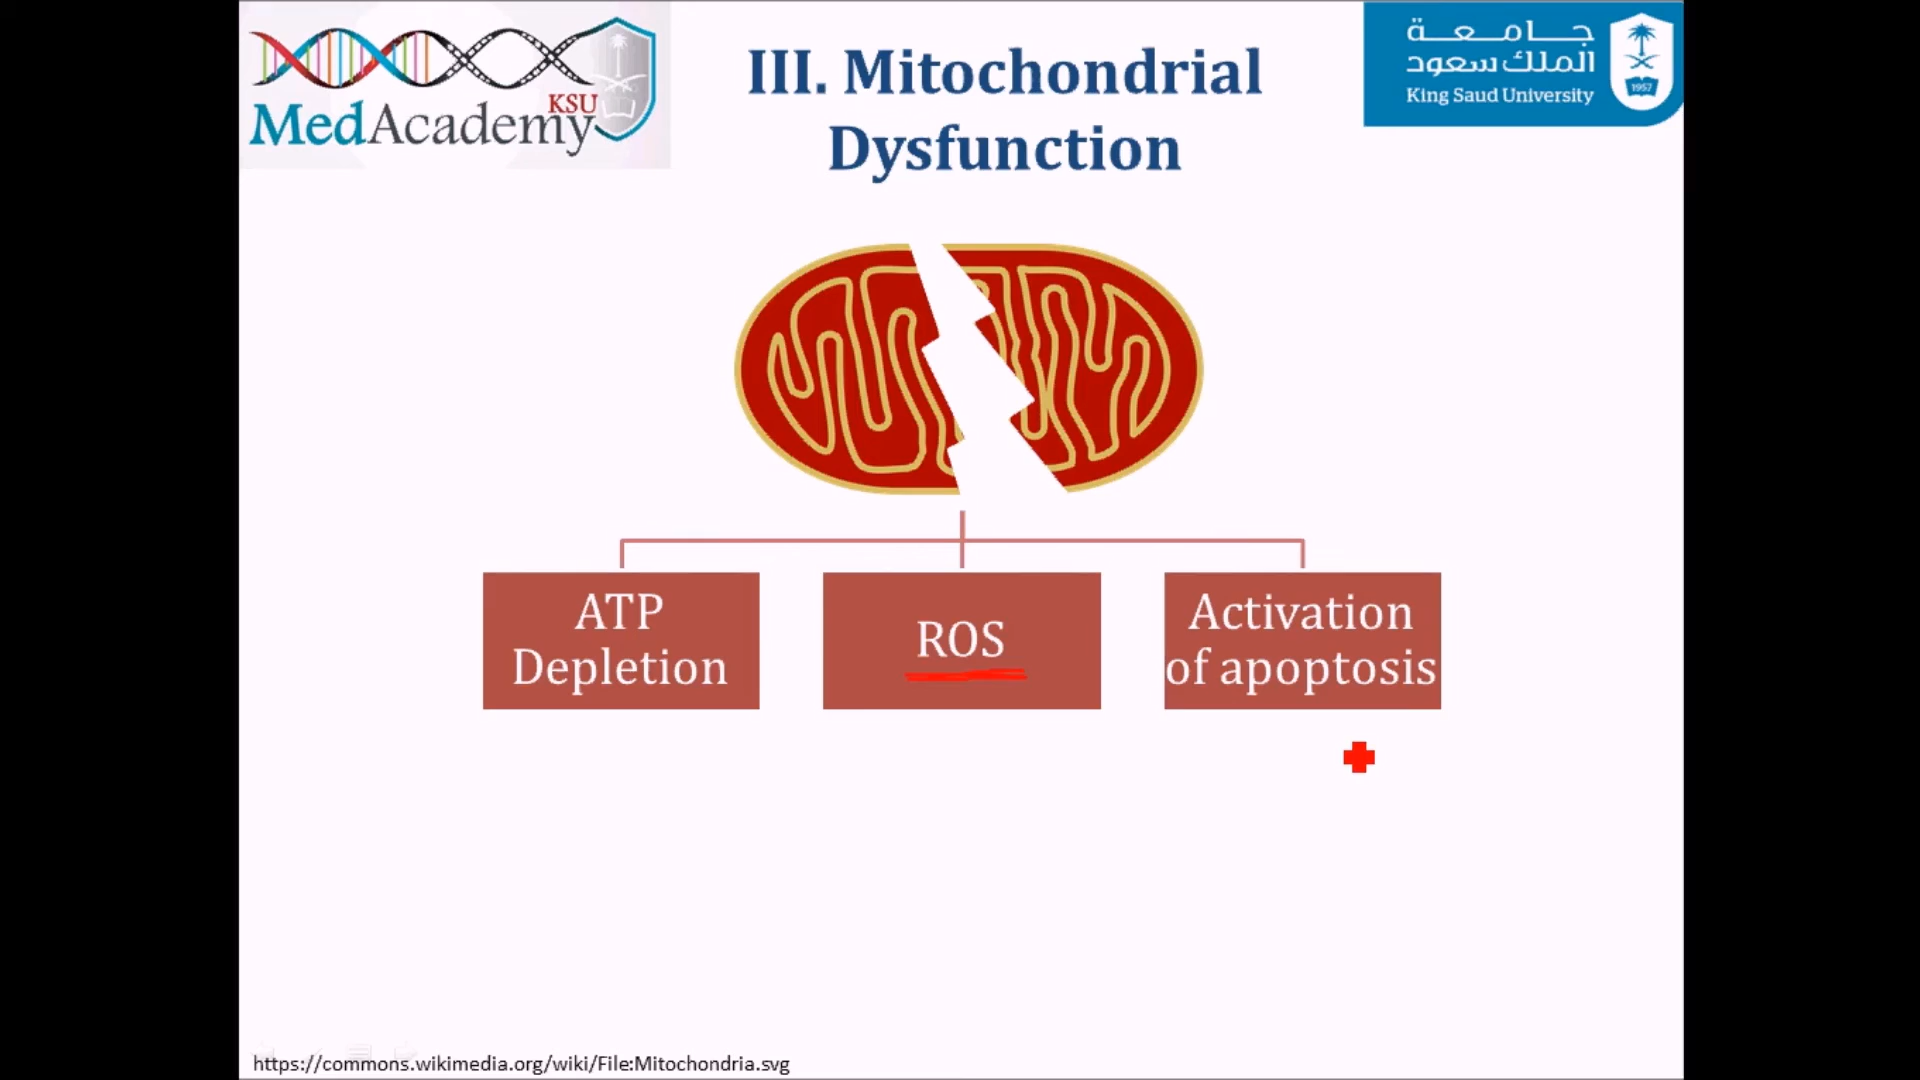 MedAcademy
KSU
III. Mitochondrial
Dysfunction
جامعة
الملك سعود
King Saud University
1957
ATP
Depletion
ROS
Activation
of apoptosis
https://commons.wikimedia.org/wiki/File:Mitochondria.svg